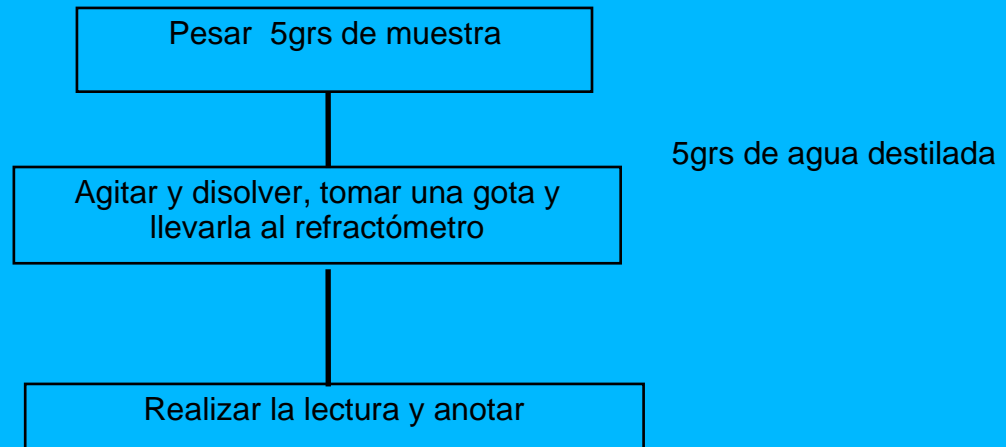 Pesar  5grs de muestra
5grs de agua destilada
Agitar y disolver, tomar una gota y
llevarla al refractómetro
Realizar la lectura y anotar